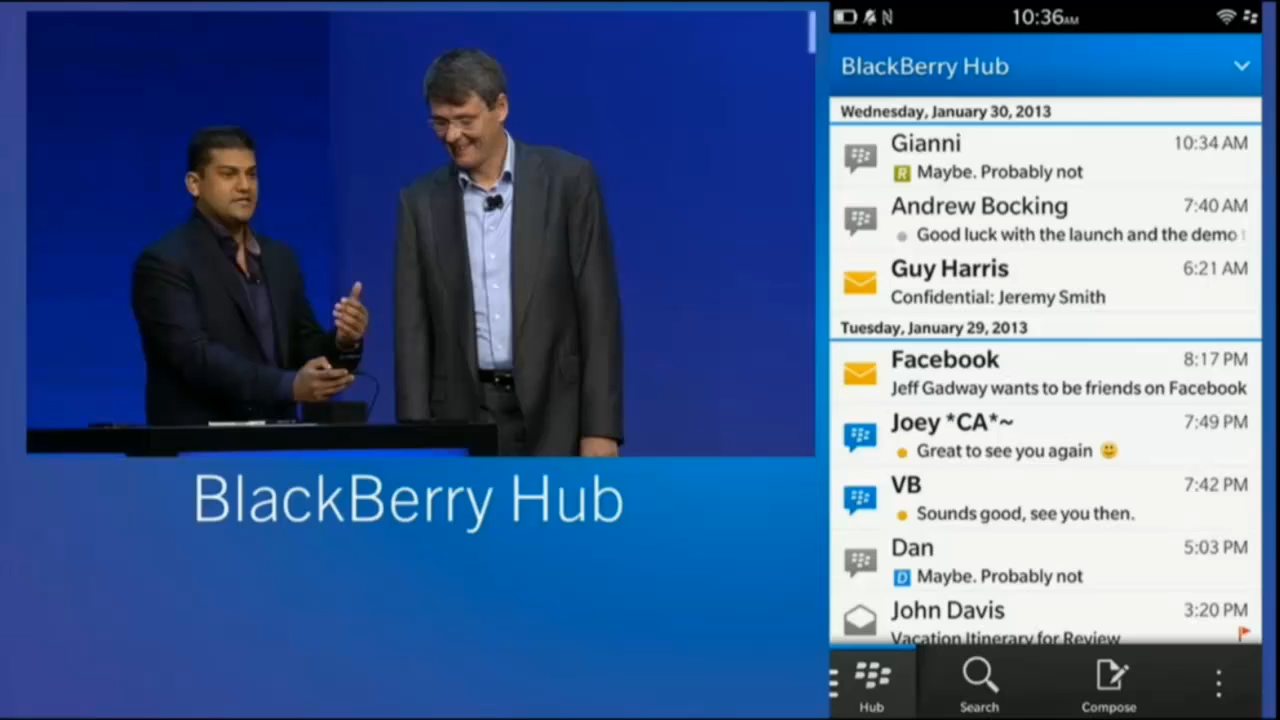 BlackBerry Hub
10:36AM
BlackBerry Hub
Wednesday, January 30, 2013
Gianni 10:34 AM
R Maybe. Probably not
Andrew Bocking 7:40 AM
Good luck with the launch and the demo
Guy Harris 6:21 AM
Confidential: Jeremy Smith
Tuesday, January 29, 2013
Facebook 8:17 PM
Jeff Gadway wants to be friends on Facebook
Joey *CA*~ 7:49 PM
Great to see you again
VB 7:42 PM
Sounds good, see you then.
Dan 5:03 PM
D Maybe. Probably not
John Davis 3:20 PM
Vacation Itinerary for Review
Hub Search Compose